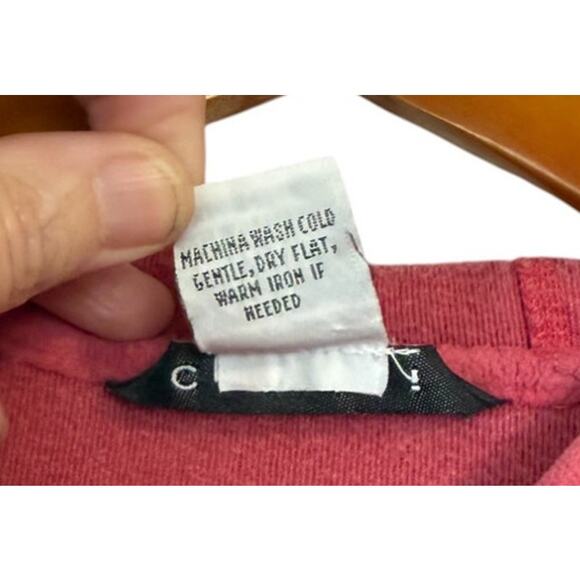 MACHINA WASH COLD
GENTLE, DRY FLAT,
WARM IRON IF
NEEDED
C